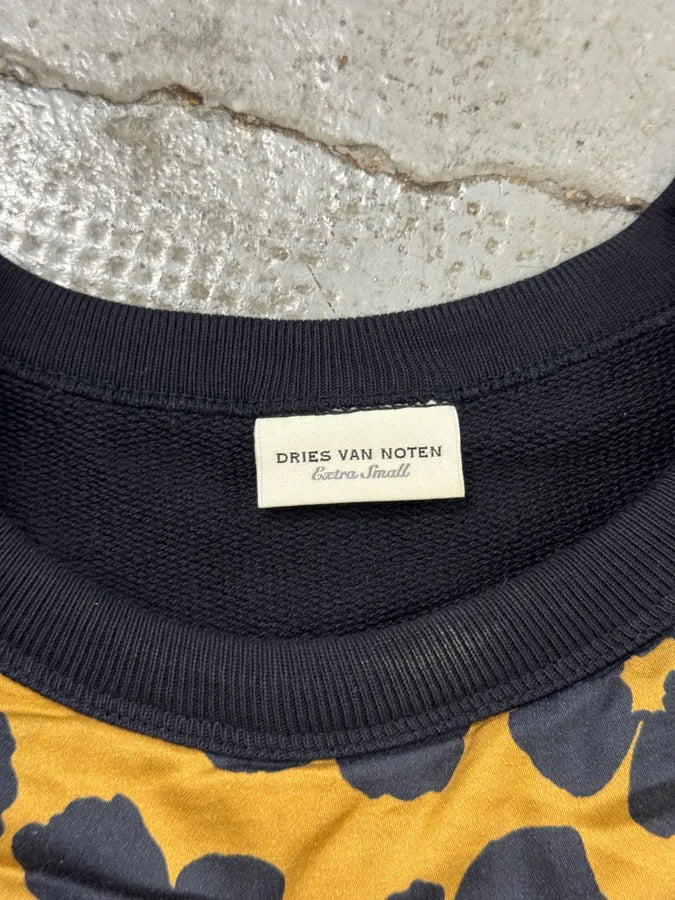 DRIES VAN NOTEN
Extra Small